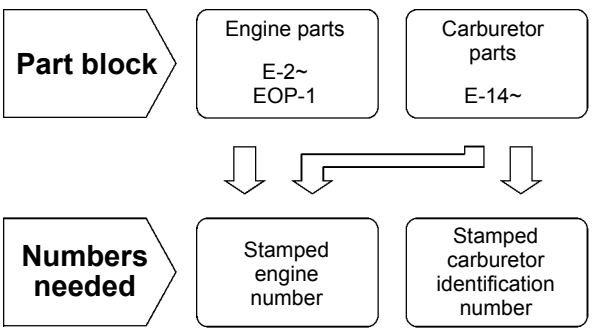 Part block
Engine parts
E-2~
EOP-1
Carburetor
parts
E-14~
Numbers
needed
Stamped
engine
number
Stamped
carburetor
identification
number